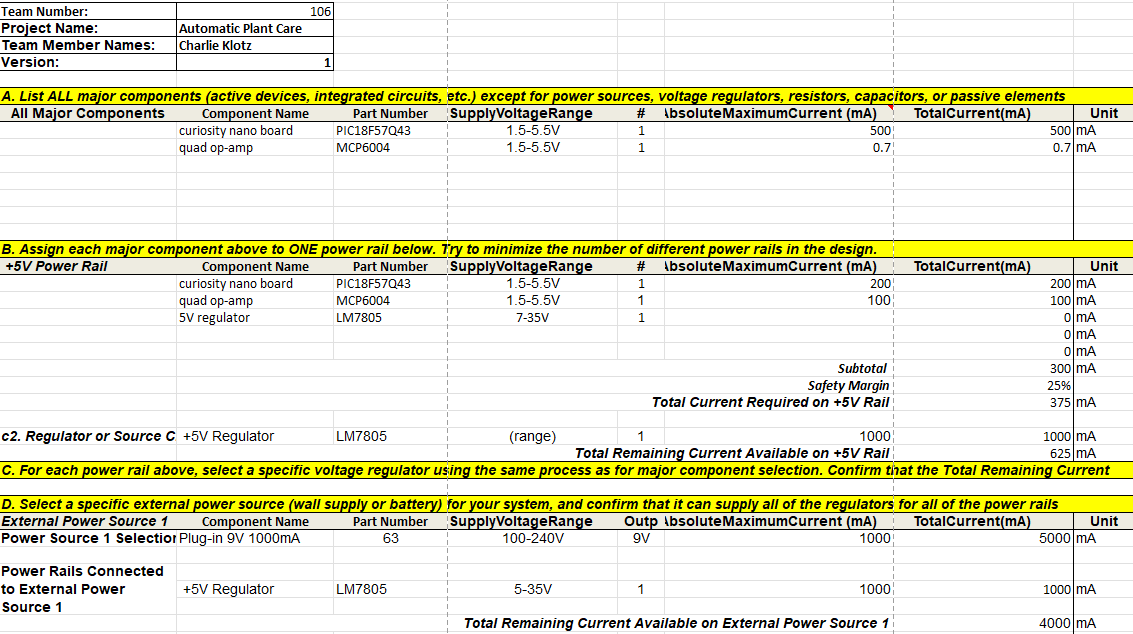 Team Number: 106
Project Name: Automatic Plant Care
Team Member Names: Charlie Klotz
Version: 1
A. List ALL major components (active devices, integrated circuits, etc.) except for power sources, voltage regulators, resistors, capacitors, or passive elements
All Major Components Component Name Part Number SupplyVoltageRange # AbsoluteMaximumCurrent (mA) TotalCurrent(mA) Unit
curiosity nano board PIC18F57Q43 1.5-5.5V 1 500 500 mA
quad op-amp MCP6004 1.5-5.5V 1 0.7 0.7 mA
B. Assign each major component above to ONE power rail below. Try to minimize the number of different power rails in the design.
+5V Power Rail Component Name Part Number SupplyVoltageRange # AbsoluteMaximumCurrent (mA) TotalCurrent(mA) Unit
curiosity nano board PIC18F57Q43 1.5-5.5V 1 200 200 mA
quad op-amp MCP6004 1.5-5.5V 1 100 100 mA
5V regulator LM7805 7-35V 1 0 mA
0 mA
0 mA
Subtotal 300 mA
Safety Margin 25%
Total Current Required on +5V Rail 375 mA
c2. Regulator or Source C +5V Regulator LM7805 (range) 1 1000 1000 mA
Total Remaining Current Available on +5V Rail 625 mA
C. For each power rail above, select a specific voltage regulator using the same process as for major component selection. Confirm that the Total Remaining Current
D. Select a specific external power source (wall supply or battery) for your system, and confirm that it can supply all of the regulators for all of the power rails
External Power Source 1 Component Name Part Number SupplyVoltageRange Outp AbsoluteMaximumCurrent (mA) TotalCurrent(mA) Unit
Power Source 1 Selection Plug-in 9V 1000mA 63 100-240V 9V 1000 5000 mA
Power Rails Connected
to External Power +5V Regulator LM7805 5-35V 1 1000 1000 mA
Source 1
Total Remaining Current Available on External Power Source 1 4000 mA